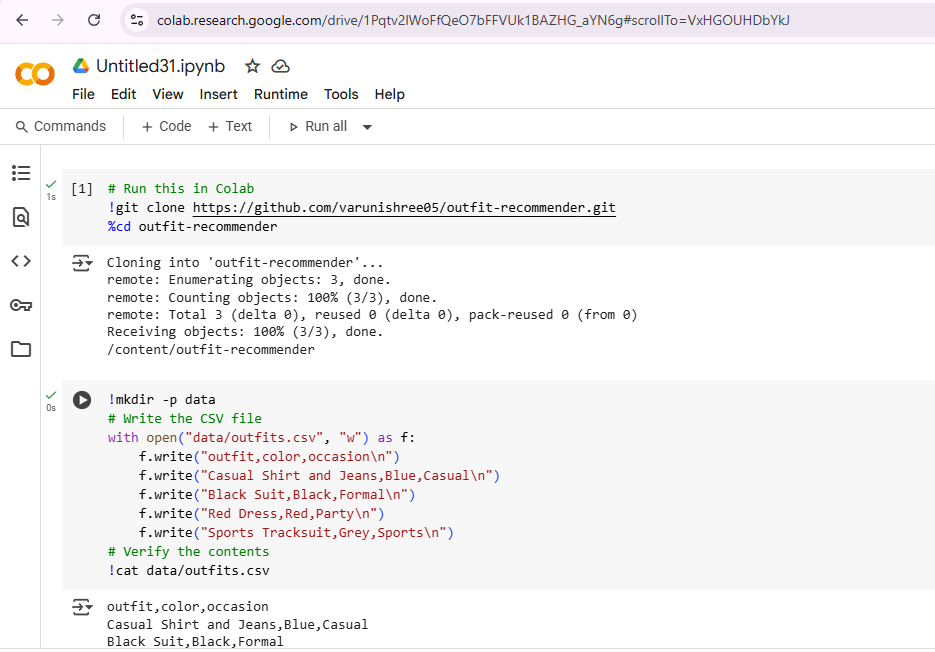 colab.research.google.com/drive/1Pqtv2lWoFfQeO7bFFVUk1BAZHG_aYN6g#scrollTo=VxHGOUHDbYkJ
Untitled31.ipynb
File Edit View Insert Runtime Tools Help
Commands + Code + Text Run all
[1] # Run this in Colab
1s !git clone https://github.com/varunishree05/outfit-recommender.git
%cd outfit-recommender
Cloning into 'outfit-recommender'...
remote: Enumerating objects: 3, done.
remote: Counting objects: 100% (3/3), done.
remote: Total 3 (delta 0), reused 0 (delta 0), pack-reused 0 (from 0)
Receiving objects: 100% (3/3), done.
/content/outfit-recommender
!mkdir -p data
0s # Write the CSV file
with open("data/outfits.csv", "w") as f:
    f.write("outfit,color,occasion\n")
    f.write("Casual Shirt and Jeans,Blue,Casual\n")
    f.write("Black Suit,Black,Formal\n")
    f.write("Red Dress,Red,Party\n")
    f.write("Sports Tracksuit,Grey,Sports\n")
# Verify the contents
!cat data/outfits.csv
outfit,color,occasion
Casual Shirt and Jeans,Blue,Casual
Black Suit,Black,Formal